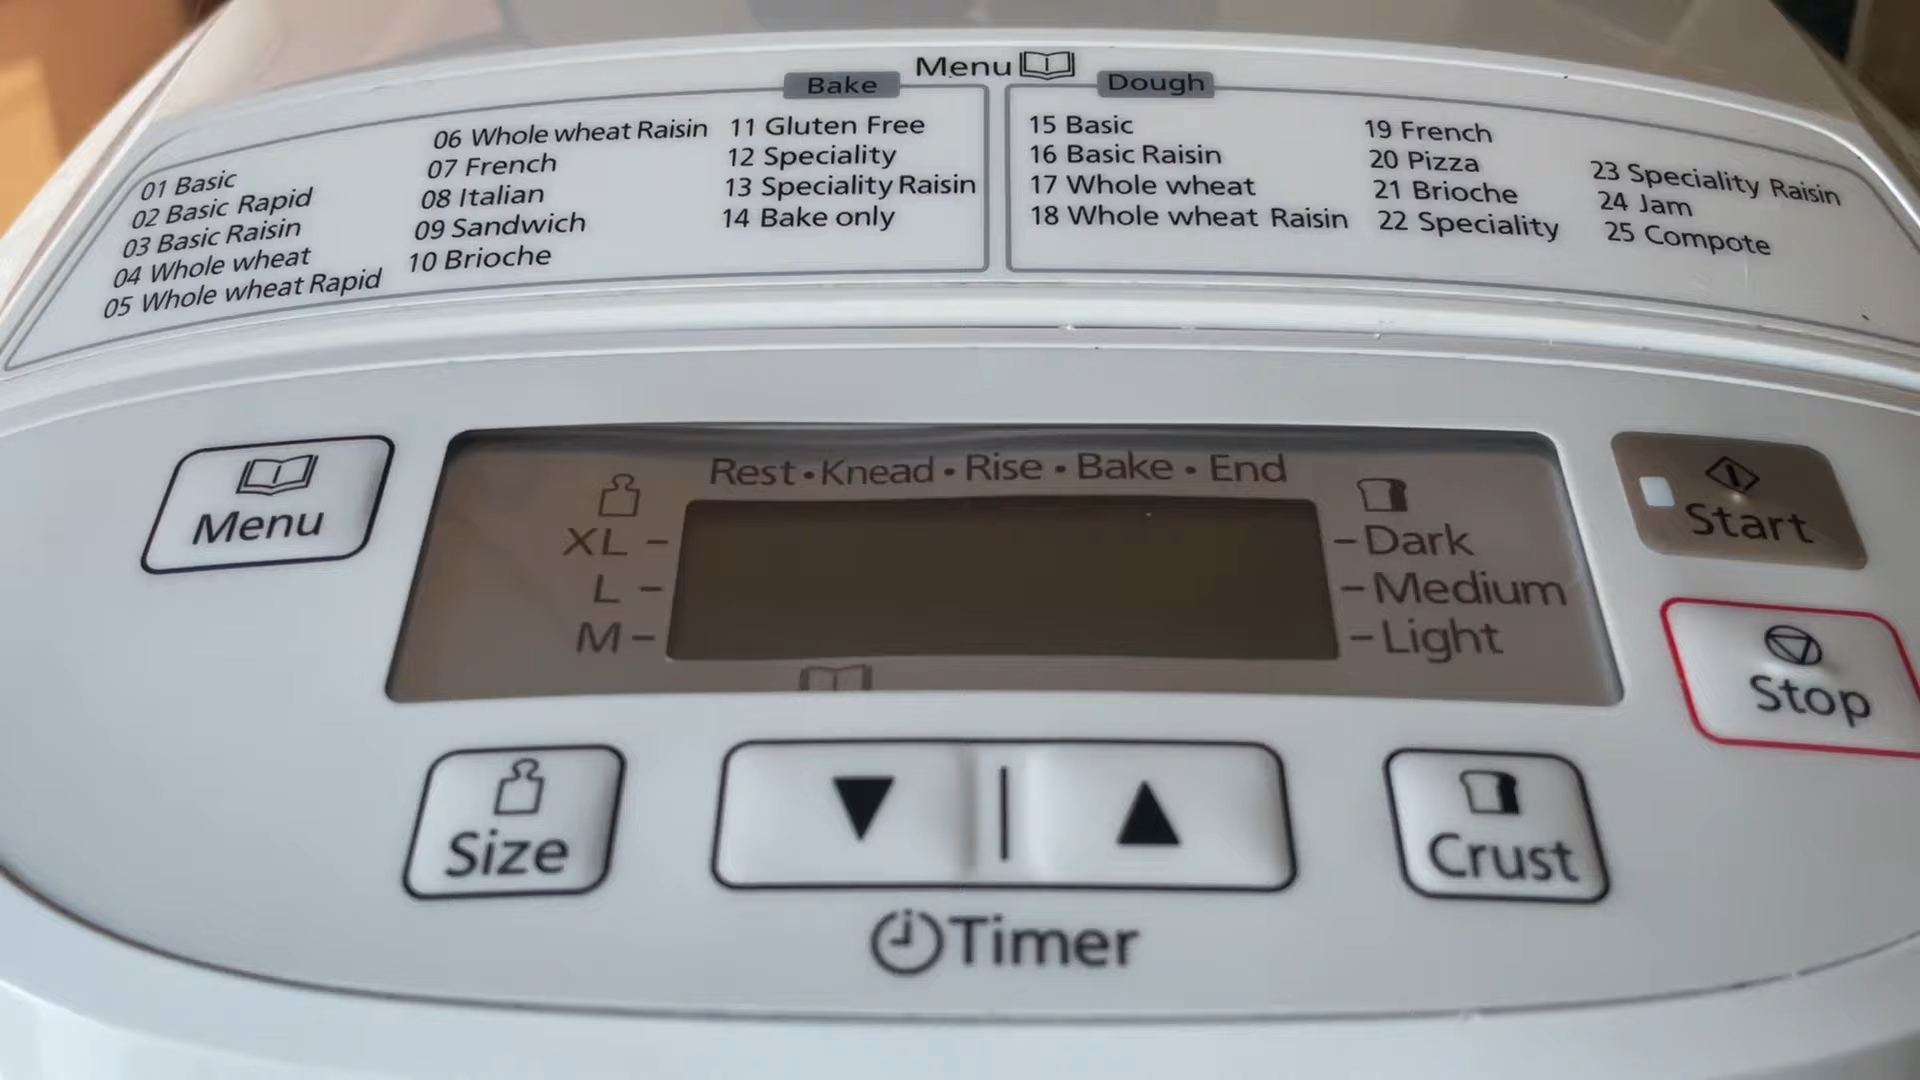 Menu
Bake
01 Basic
02 Basic Rapid
03 Basic Raisin
04 Whole wheat
05 Whole wheat Rapid
06 Whole wheat Raisin
07 French
08 Italian
09 Sandwich
10 Brioche
11 Gluten Free
12 Speciality
13 Speciality Raisin
14 Bake only
Dough
15 Basic
16 Basic Raisin
17 Whole wheat
18 Whole wheat Raisin
19 French
20 Pizza
21 Brioche
22 Speciality
23 Speciality Raisin
24 Jam
25 Compote
Menu
Rest • Knead • Rise • Bake • End
XL –
L –
M –
– Dark
– Medium
– Light
Start
Stop
Size
▼ | ▲
Timer
Crust